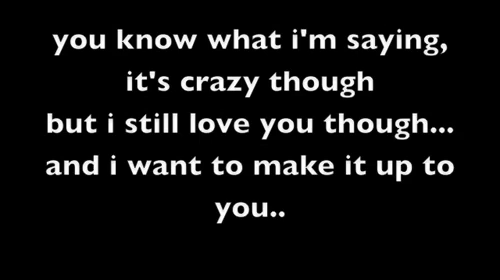 you know what i'm saying,
it's crazy though
but i still love you though...
and i want to make it up to
you..